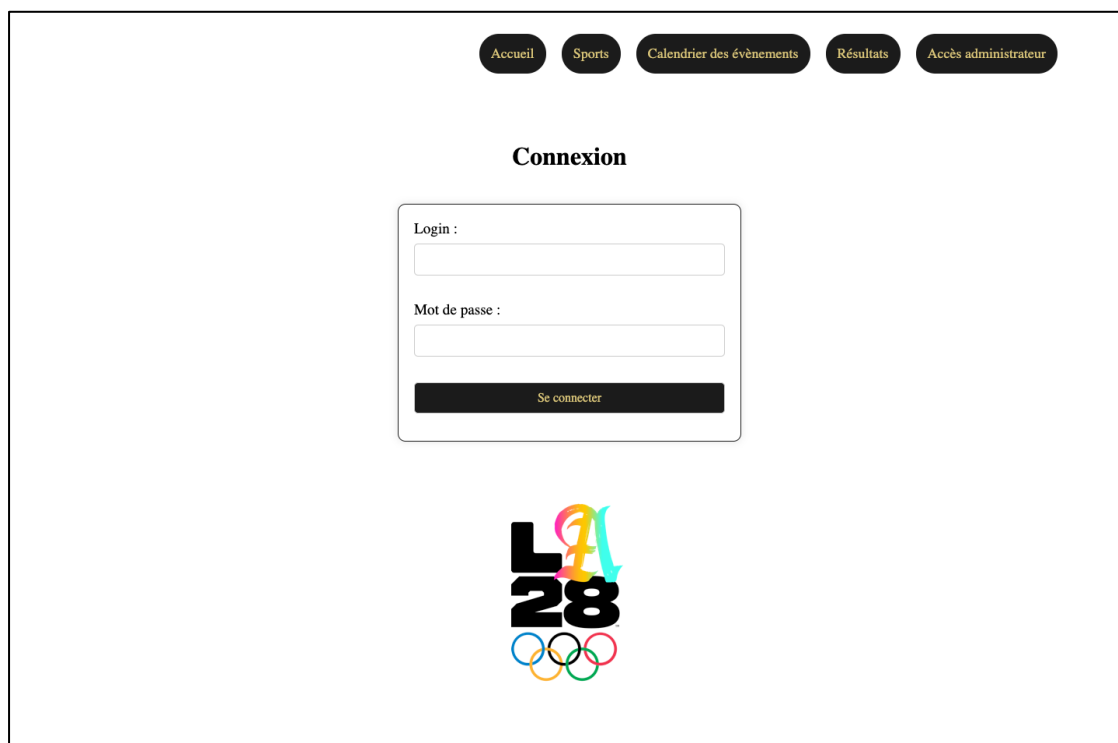 Accueil Sports Calendrier des évènements Résultats Accès administrateur
Connexion
Login :
Mot de passe :
Se connecter
LA
28